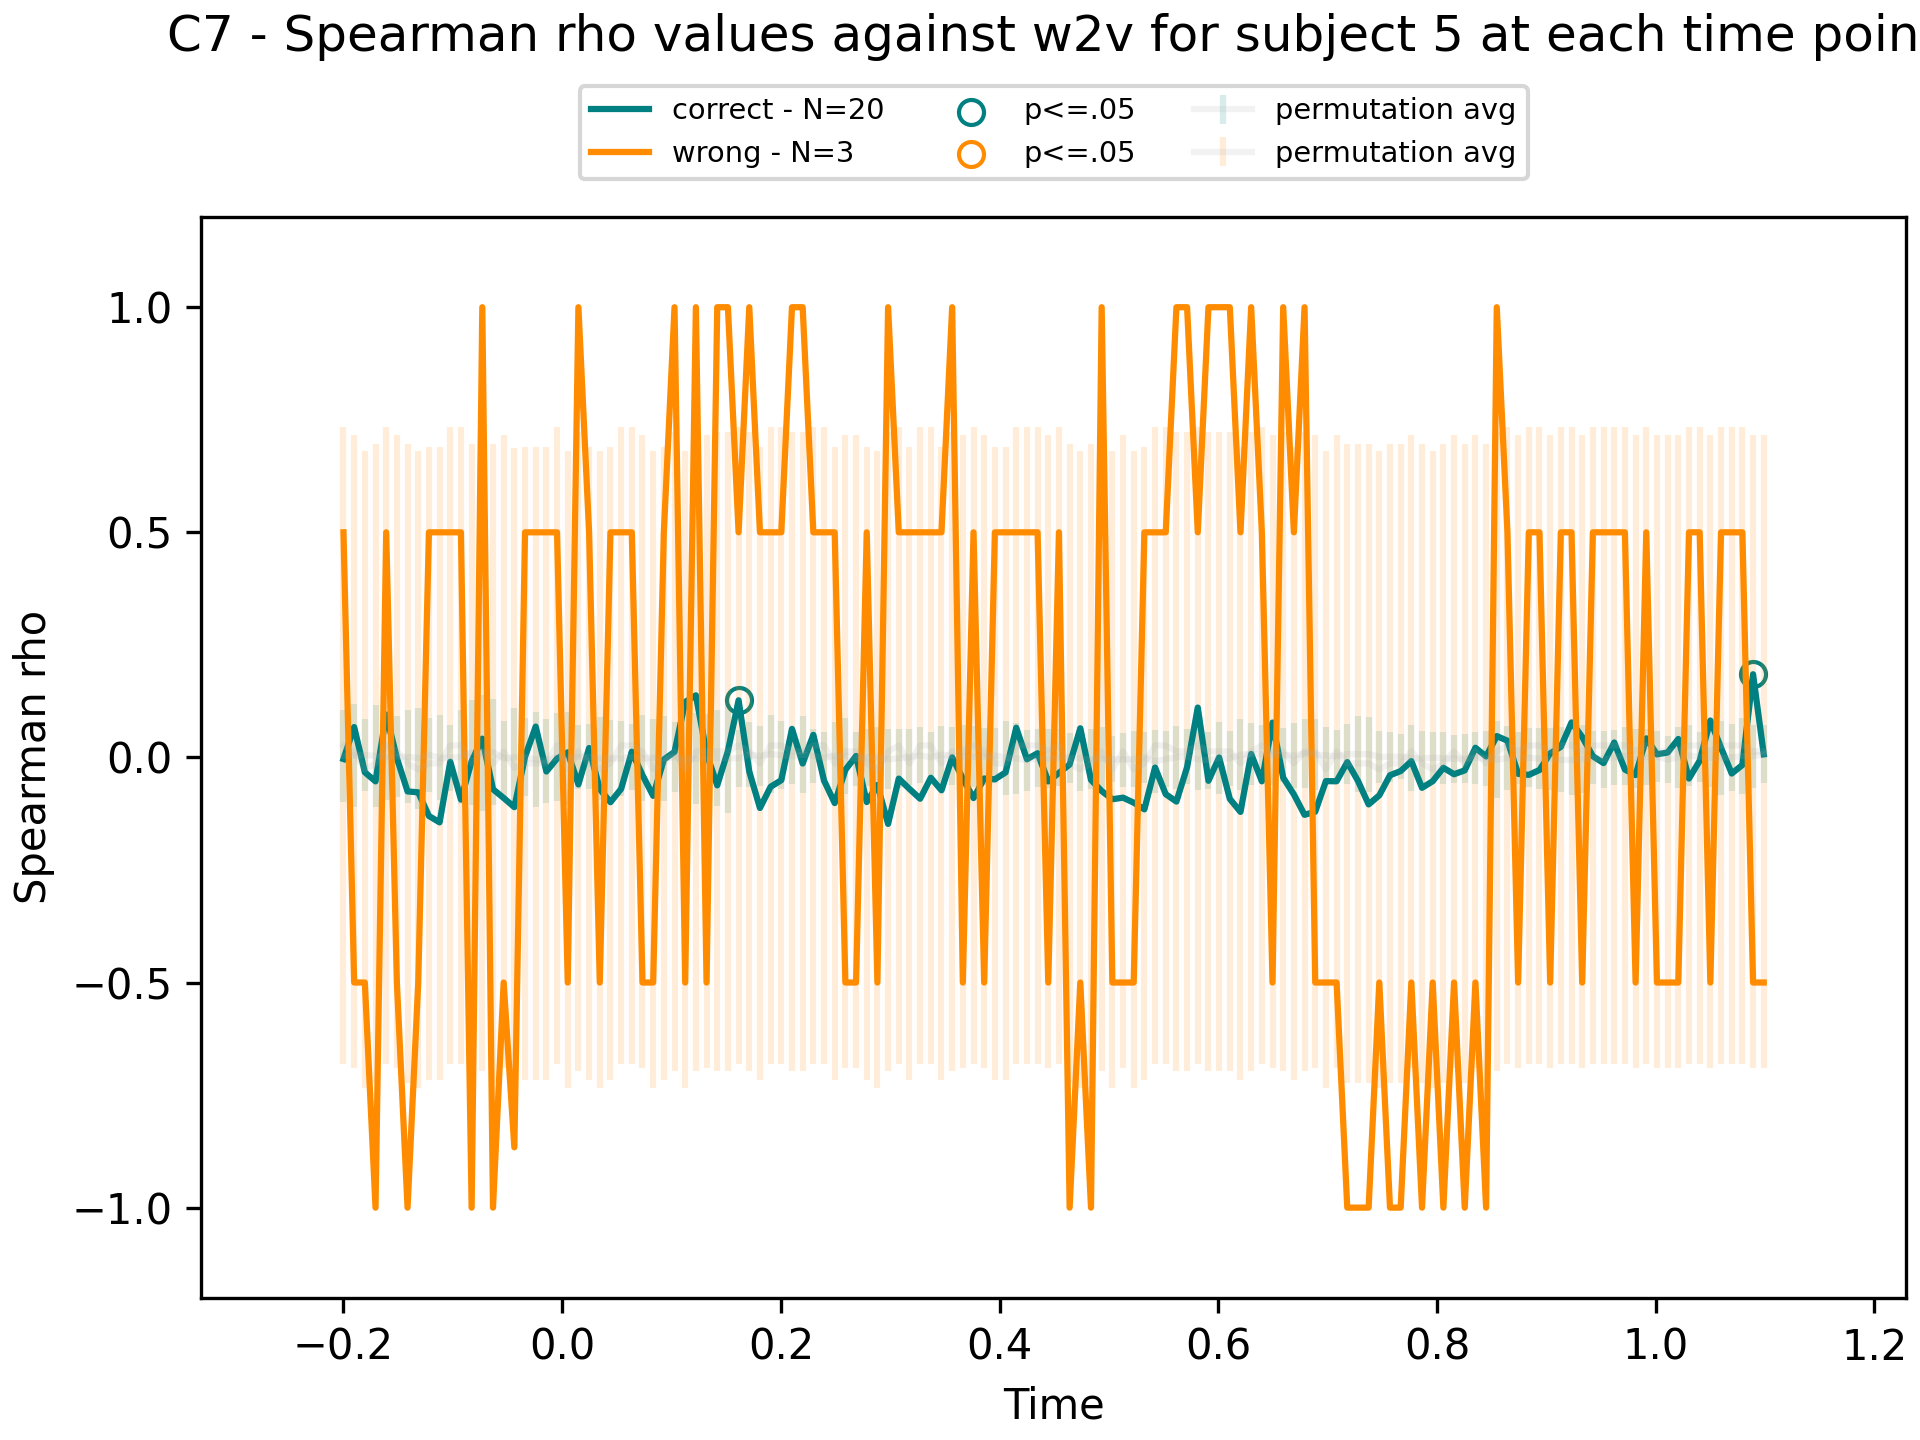 C7 - Spearman rho values against w2v for subject 5 at each time poin
correct - N=20
wrong - N=3
p<=.05
p<=.05
permutation avg
permutation avg
1.0
0.5
0.0
−0.5
−1.0
Spearman rho
−0.2 0.0 0.2 0.4 0.6 0.8 1.0 1.2
Time